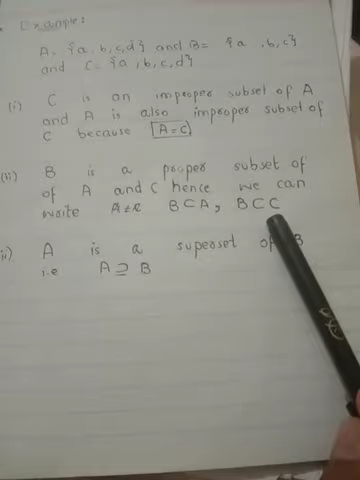 Example:
A = {a, b, c, d} and B = {a, b, c}
and C = {a, b, c, d}
(i) C is an improper subset of A
and A is also improper subset of
C because A = C
(ii) B is a proper subset of
of A and C hence we can
write B⊂A, B⊂C
ii) A is a superset of B
i.e A ⊇ B